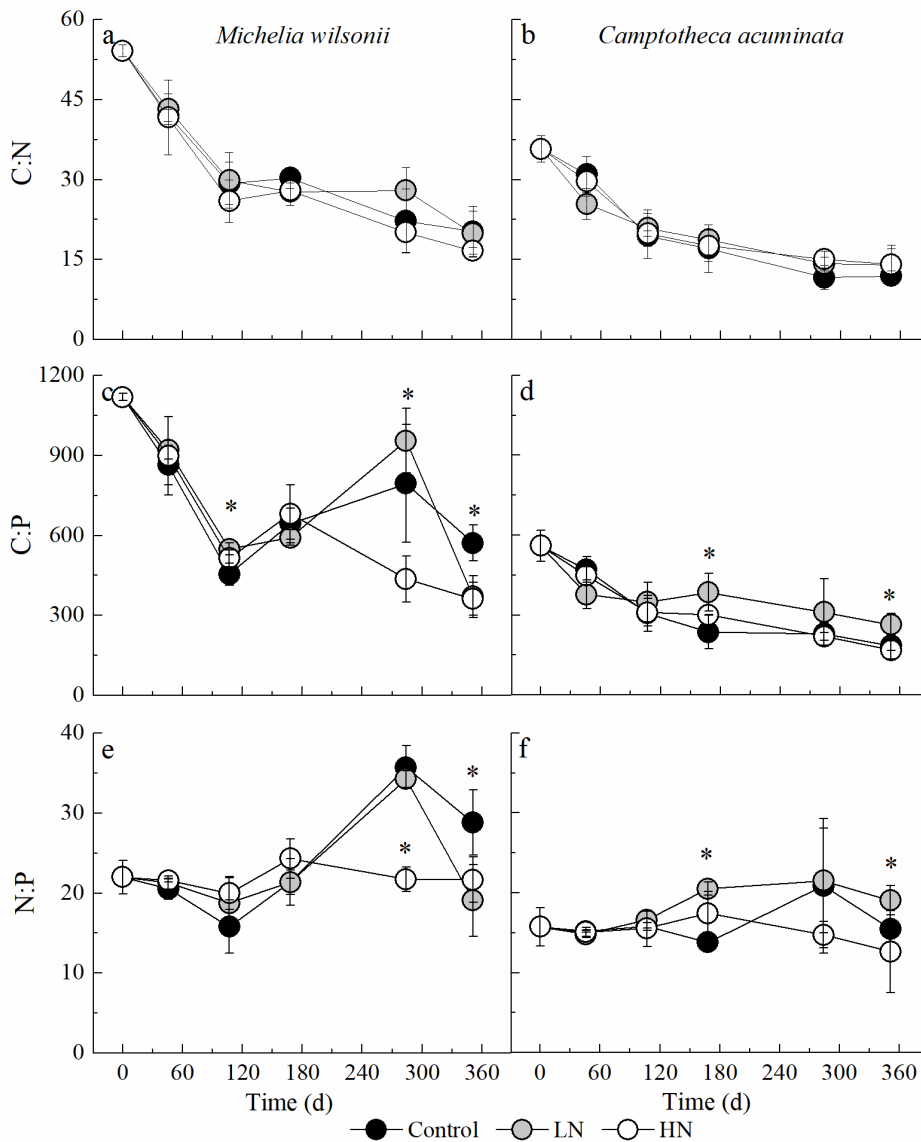 a Michelia wilsonii b Camptotheca acuminata
60
45
30
15
0
C:N
c * * d * *
1200
900
600
300
0
C:P
*
e * * f * *
40
30
20
10
0
N:P
0 60 120 180 240 300 360 0 60 120 180 240 300 360
Time (d) Time (d)
Control LN HN